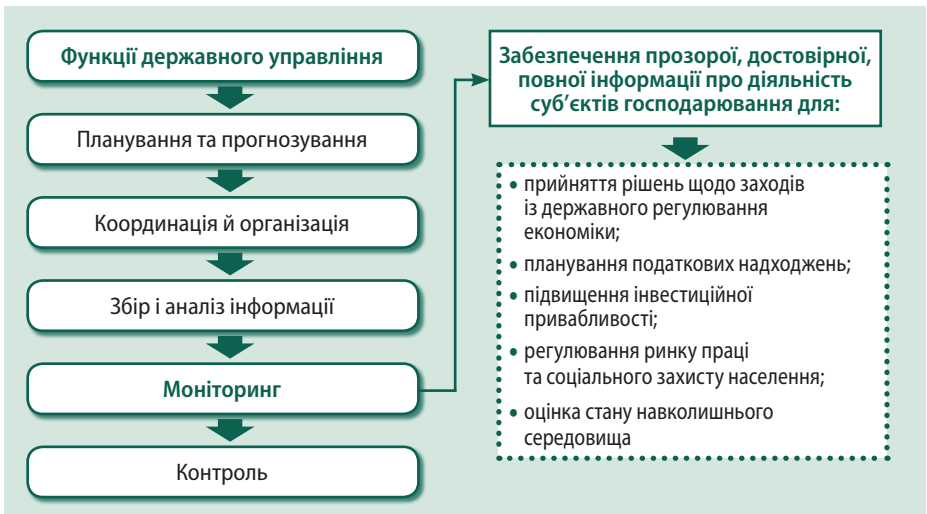 Функції державного управління
Планування та прогнозування
Координація й організація
Збір і аналіз інформації
Моніторинг
Контроль
Забезпечення прозорої, достовірної,
повної інформації про діяльність
суб’єктів господарювання для:
• прийняття рішень щодо заходів
із державного регулювання
економіки;
• планування податкових надходжень;
• підвищення інвестиційної
привабливості;
• регулювання ринку праці
та соціального захисту населення;
• оцінка стану навколишнього
середовища